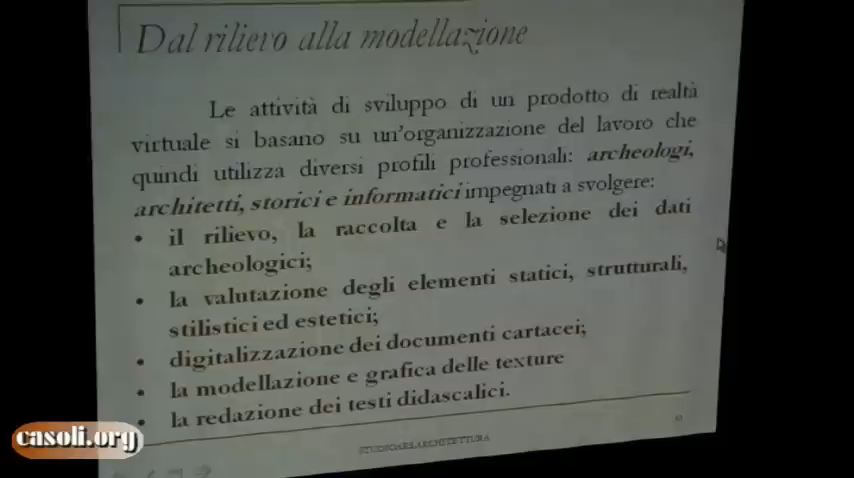 Dal rilievo alla modellazione
Le attività di sviluppo di un prodotto di realtà
virtuale si basano su un'organizzazione del lavoro che
quindi utilizza diversi profili professionali: archeologi,
architetti, storici e informatici impegnati a svolgere:
• il rilievo, la raccolta e la selezione dei dati
archeologici;
• la valutazione degli elementi statici, strutturali,
stilistici ed estetici;
• digitalizzazione dei documenti cartacei;
• la modellazione e grafica delle texture
• la redazione dei testi didascalici.
casoli.org